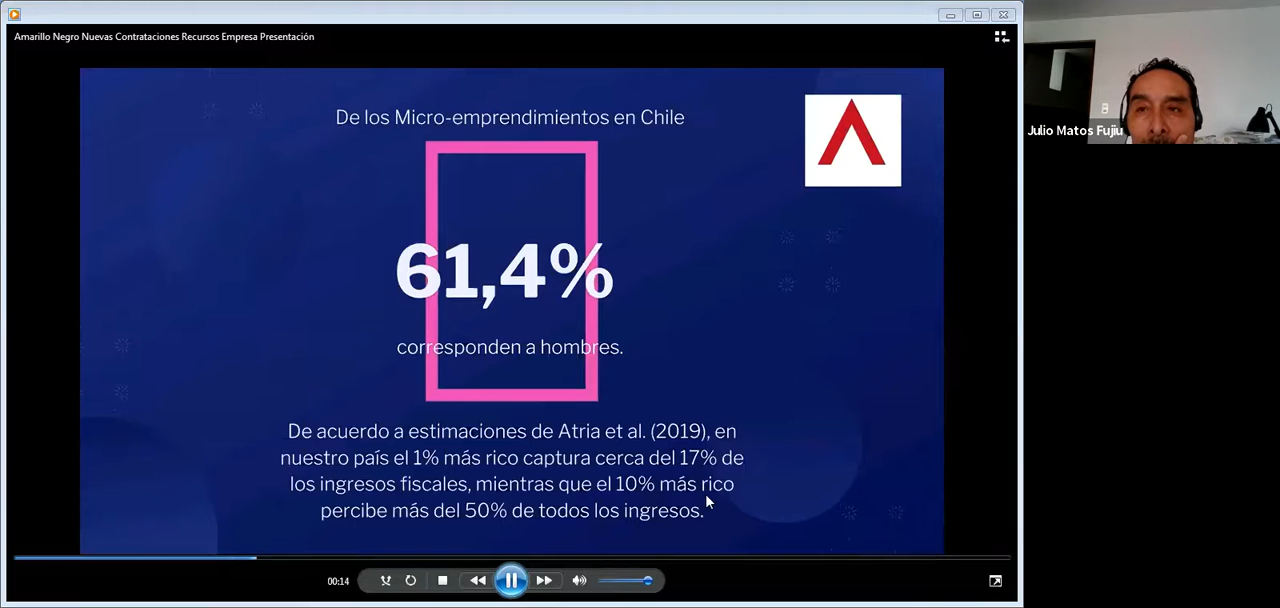 Amarillo Negro Nuevas Contrataciones Recursos Empresa Presentación
De los Micro-emprendimientos en Chile
61,4%
corresponden a hombres.
De acuerdo a estimaciones de Atria et al. (2019), en
nuestro país el 1% más rico captura cerca del 17% de
los ingresos fiscales, mientras que el 10% más rico
percibe más del 50% de todos los ingresos.
00:14
Julio Matos Fujiu